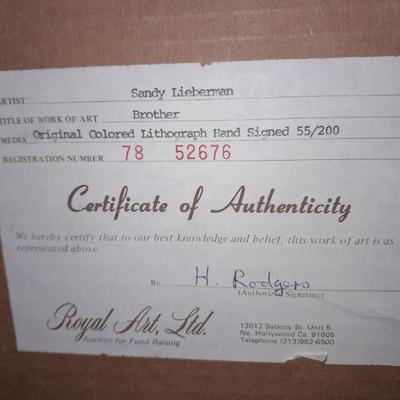 ARTIST Sandy Lieberman
TITLE OF WORK OF ART Brother
MEDIA Original Colored Lithograph Hand Signed 55/200
REGISTRATION NUMBER 78 52676
Certificate of Authenticity
We hereby certify that to our best knowledge and belief, this work of art is as
represented above.
By H. Rodgers
(Authorized Signature)
Royal Art, Ltd.
Auction for Fund Raising
13012 Saticoy St. Unit 5.
No. Hollywood Ca. 91605
Telephone (213)982-6500